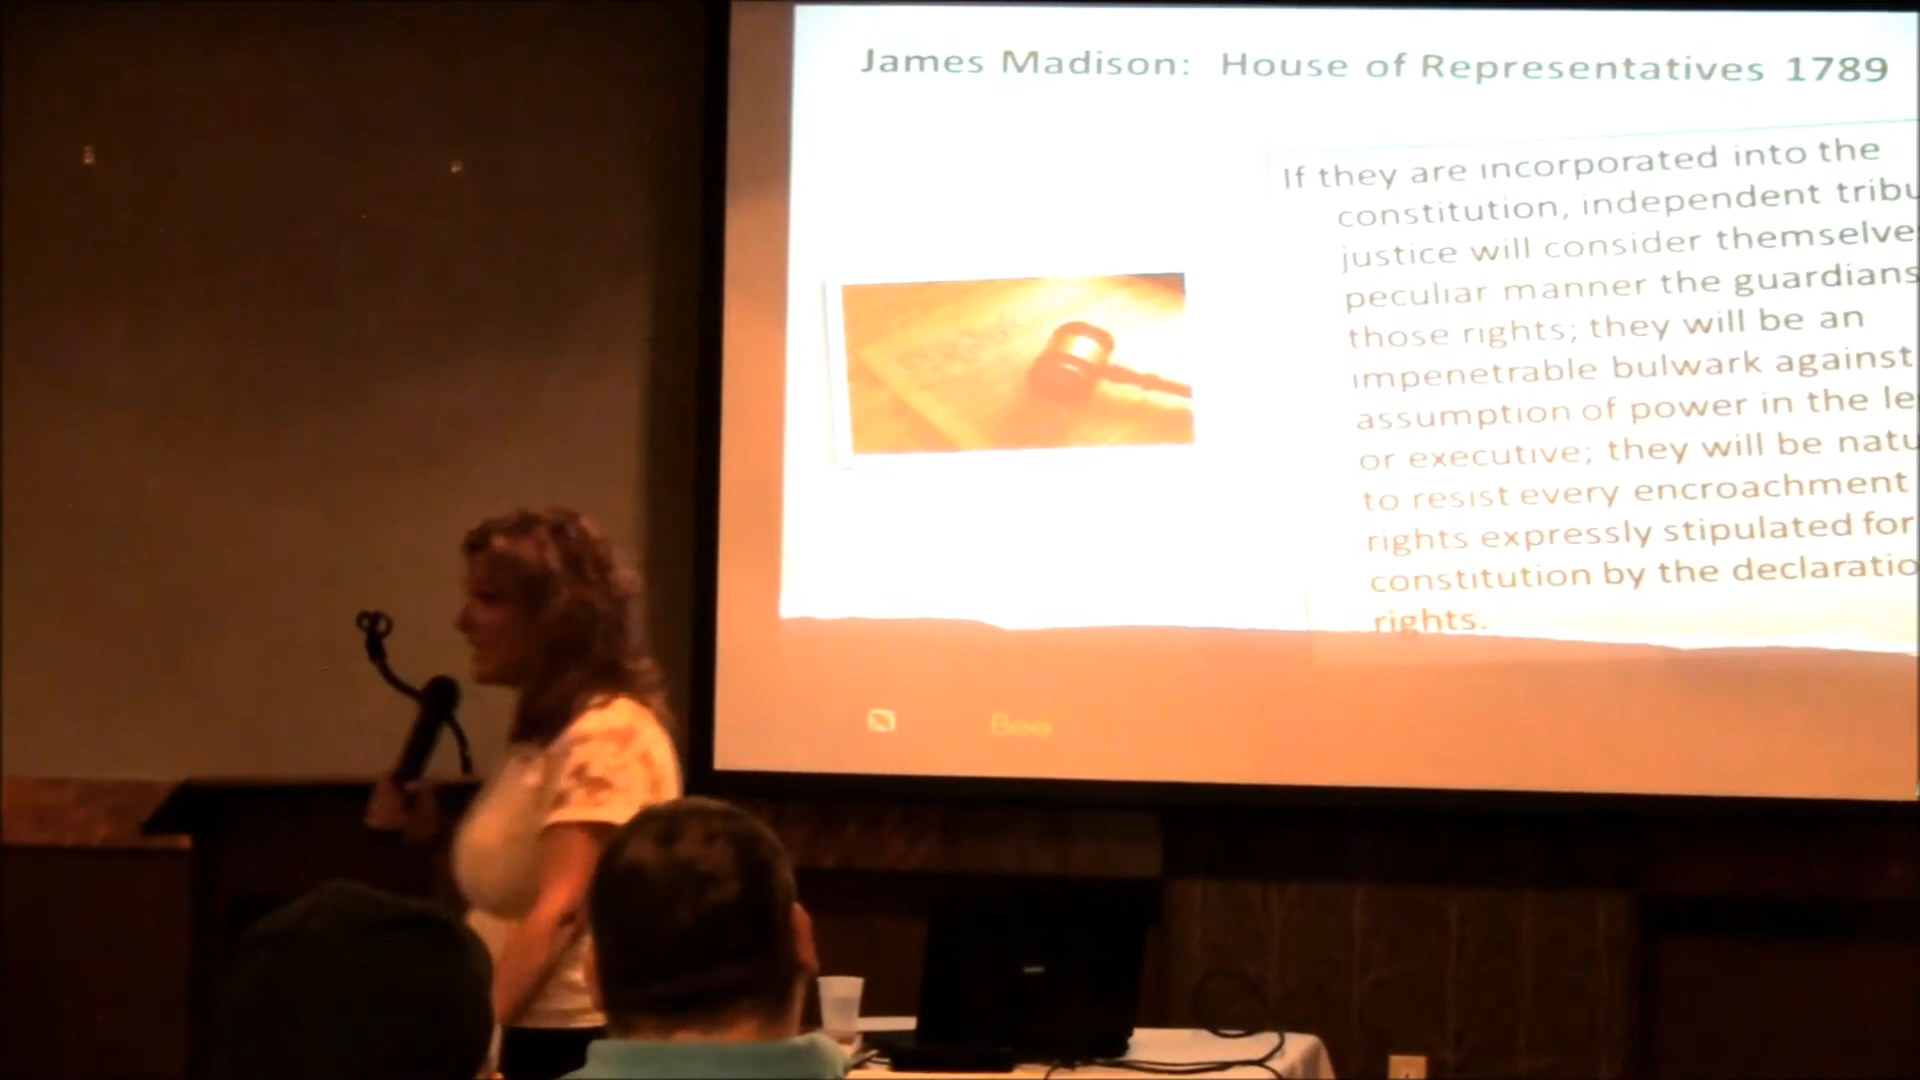 James Madison: House of Representatives 1789
If they are incorporated into the
constitution, independent tribu
justice will consider themselve
peculiar manner the guardians
those rights; they will be an
impenetrable bulwark against
assumption of power in the le
or executive; they will be natu
to resist every encroachment
rights expressly stipulated for
constitution by the declaratio
rights.